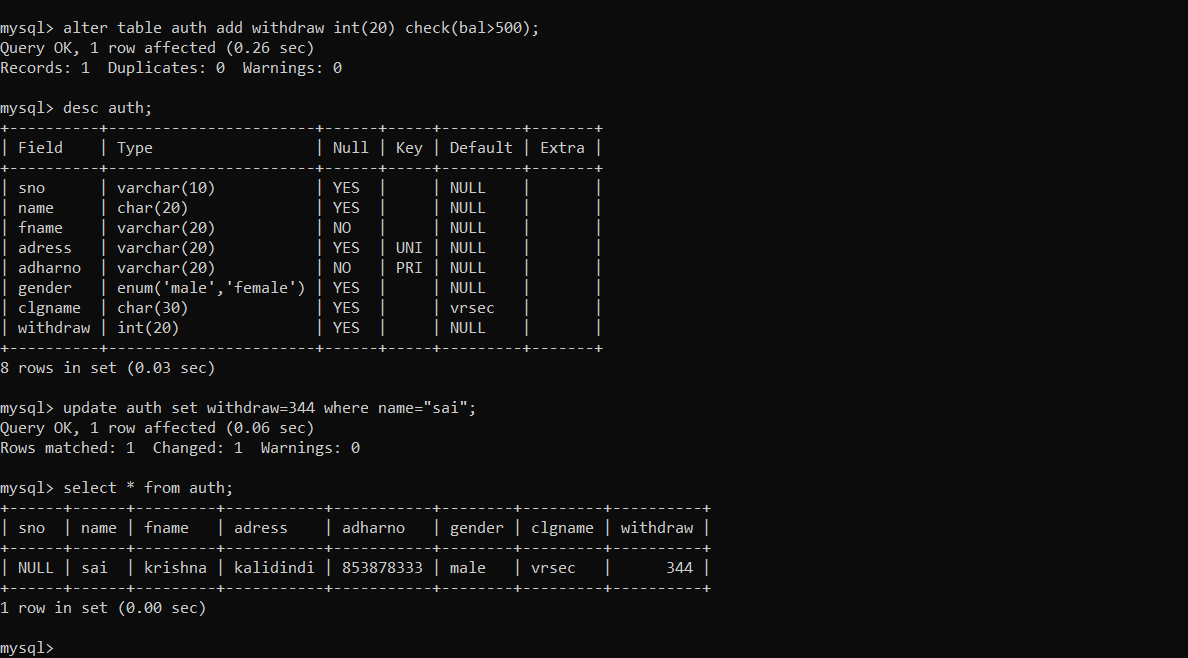 mysql> alter table auth add withdraw int(20) check(bal>500);
Query OK, 1 row affected (0.26 sec)
Records: 1  Duplicates: 0  Warnings: 0
mysql> desc auth;
+----------+-----------------------+------+-----+---------+-------+
| Field    | Type                  | Null | Key | Default | Extra |
+----------+-----------------------+------+-----+---------+-------+
| sno      | varchar(10)           | YES  |     | NULL    |       |
| name     | char(20)              | YES  |     | NULL    |       |
| fname    | varchar(20)           | NO   |     | NULL    |       |
| adress   | varchar(20)           | YES  | UNI | NULL    |       |
| adharno  | varchar(20)           | NO   | PRI | NULL    |       |
| gender   | enum('male','female') | YES  |     | NULL    |       |
| clgname  | char(30)              | YES  |     | vrsec   |       |
| withdraw | int(20)               | YES  |     | NULL    |       |
+----------+-----------------------+------+-----+---------+-------+
8 rows in set (0.03 sec)
mysql> update auth set withdraw=344 where name="sai";
Query OK, 1 row affected (0.06 sec)
Rows matched: 1  Changed: 1  Warnings: 0
mysql> select * from auth;
+------+------+---------+------------+-----------+--------+---------+----------+
| sno  | name | fname   | adress     | adharno   | gender | clgname | withdraw |
+------+------+---------+------------+-----------+--------+---------+----------+
| NULL | sai  | krishna | kalidindi | 853878333 | male   | vrsec   |      344 |
+------+------+---------+------------+-----------+--------+---------+----------+
1 row in set (0.00 sec)
mysql>